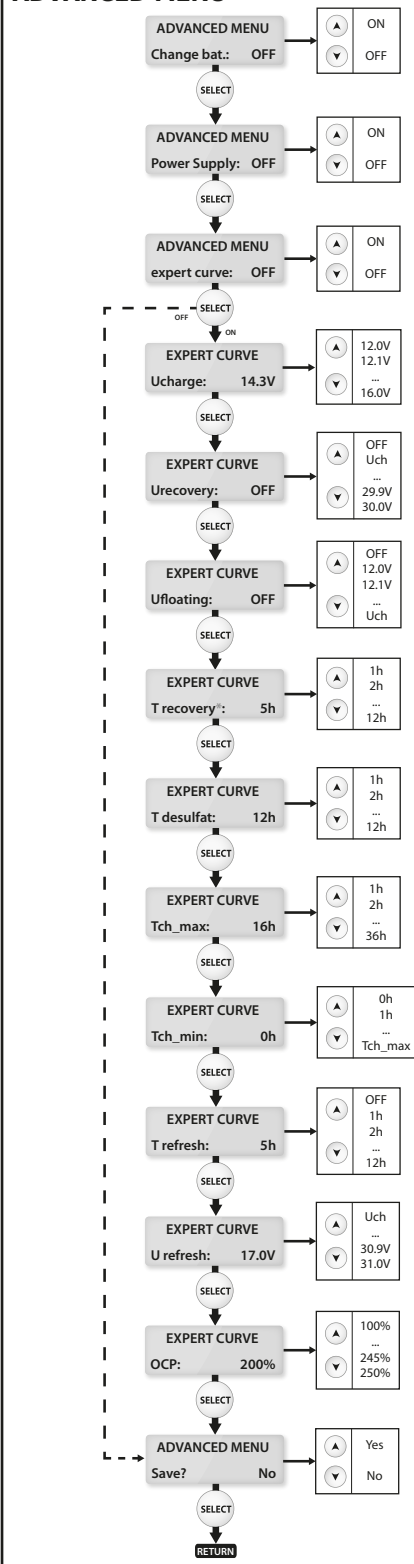 ADVANCED MENU
ADVANCED MENU
Change bat.: OFF
ON
OFF
SELECT
ADVANCED MENU
Power Supply: OFF
ON
OFF
SELECT
ADVANCED MENU
expert curve: OFF
ON
OFF
SELECT
OFF
ON
EXPERT CURVE
Ucharge: 14.3V
12.0V
12.1V
...
16.0V
SELECT
EXPERT CURVE
Urecovery: OFF
OFF
Uch
...
29.9V
30.0V
SELECT
EXPERT CURVE
Ufloating: OFF
OFF
12.0V
12.1V
...
Uch
SELECT
EXPERT CURVE
T recovery*: 5h
1h
2h
...
12h
SELECT
EXPERT CURVE
T desulfat: 12h
1h
2h
...
12h
SELECT
EXPERT CURVE
Tch_max: 16h
1h
2h
...
36h
SELECT
EXPERT CURVE
Tch_min: 0h
0h
1h
...
Tch_max
SELECT
EXPERT CURVE
T refresh: 5h
OFF
1h
2h
...
12h
SELECT
EXPERT CURVE
U refresh: 17.0V
Uch
...
30.9V
31.0V
SELECT
EXPERT CURVE
OCP: 200%
100%
...
245%
250%
SELECT
ADVANCED MENU
Save? No
Yes
No
SELECT
RETURN